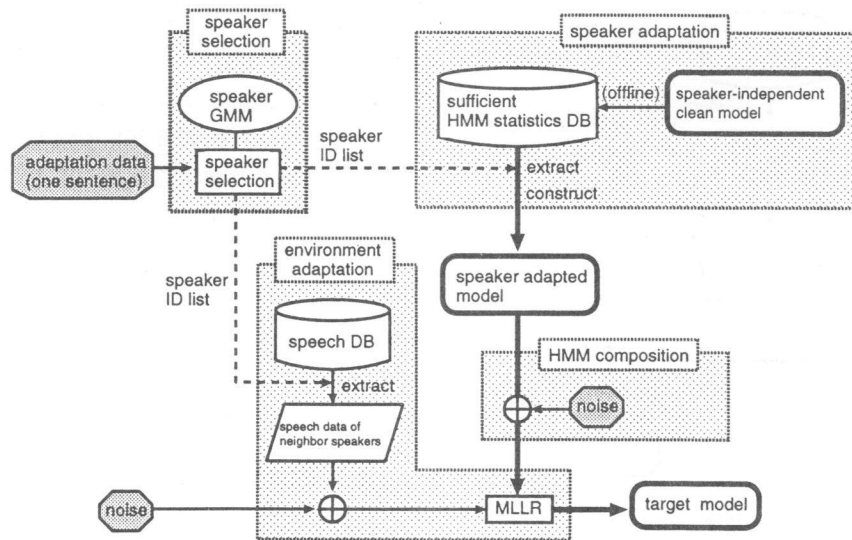 speaker
selection
speaker adaptation
speaker
GMM
sufficient
HMM statistics DB
(offline)
speaker-independent
clean model
adaptation data
(one sentence)
speaker
selection
speaker
ID list
extract
construct
speaker
ID list
environment
adaptation
speaker adapted
model
speech DB
HMM composition
extract
noise
speech data of
neighbor speakers
noise
MLLR
target model